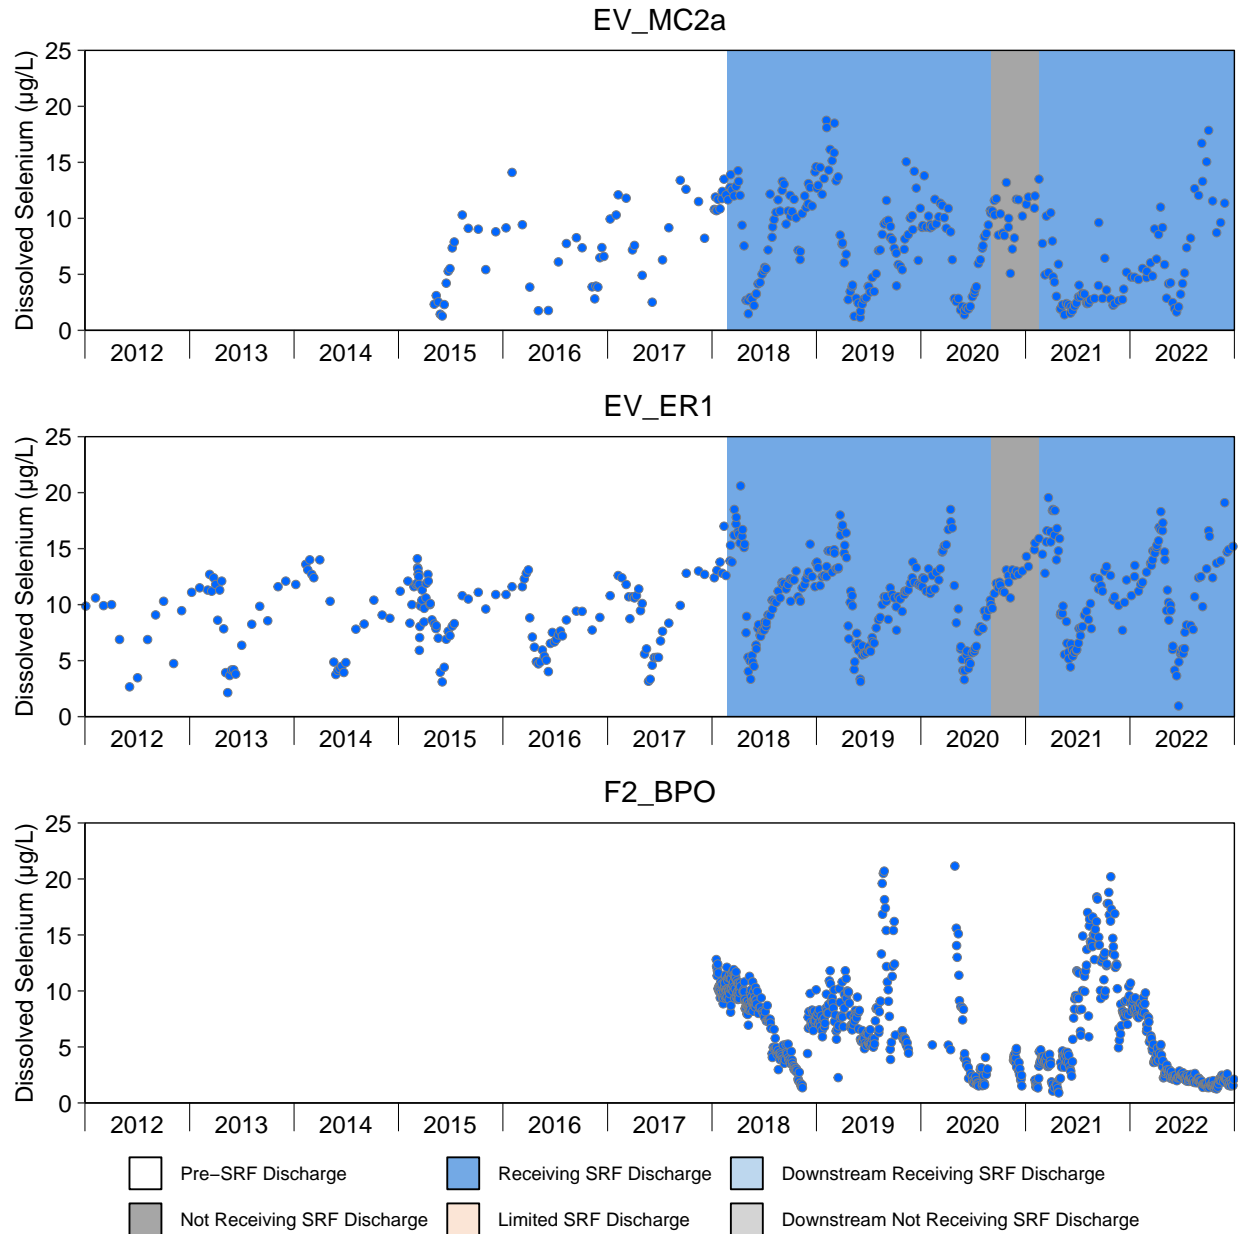 EV_MC2a
Dissolved Selenium (µg/L)
25
20
15
10
5
0
2012 2013 2014 2015 2016 2017 2018 2019 2020 2021 2022
EV_ER1
Dissolved Selenium (µg/L)
25
20
15
10
5
0
2012 2013 2014 2015 2016 2017 2018 2019 2020 2021 2022
F2_BPO
Dissolved Selenium (µg/L)
25
20
15
10
5
0
2012 2013 2014 2015 2016 2017 2018 2019 2020 2021 2022
Pre−SRF Discharge Receiving SRF Discharge Downstream Receiving SRF Discharge
Not Receiving SRF Discharge Limited SRF Discharge Downstream Not Receiving SRF Discharge